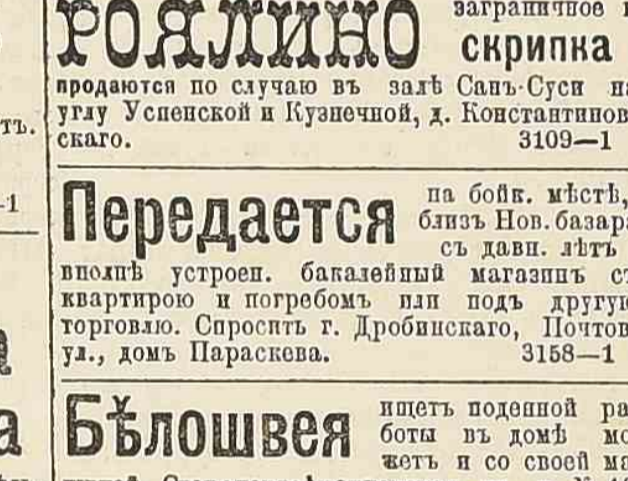 РОЯЛИНО заграничное
скрипка
продаются по случаю въ залѣ Санъ-Суси
углу Успенской и Кузнечной, д. Константинов
скаго. 3109—1
Передается на бойк. мѣстѣ,
близъ Нов. базара
съ давн. лѣтъ
вполнѣ устроен. бакалейный магазинъ
квартирою и погребомъ или подъ другую
торговлю. Спросить г. Дробинскаго, Почтов
ул., домъ Параскева. 3158—1
Бѣлошвея ищетъ поденной ра
боты въ домѣ мо
жетъ и со своей ма